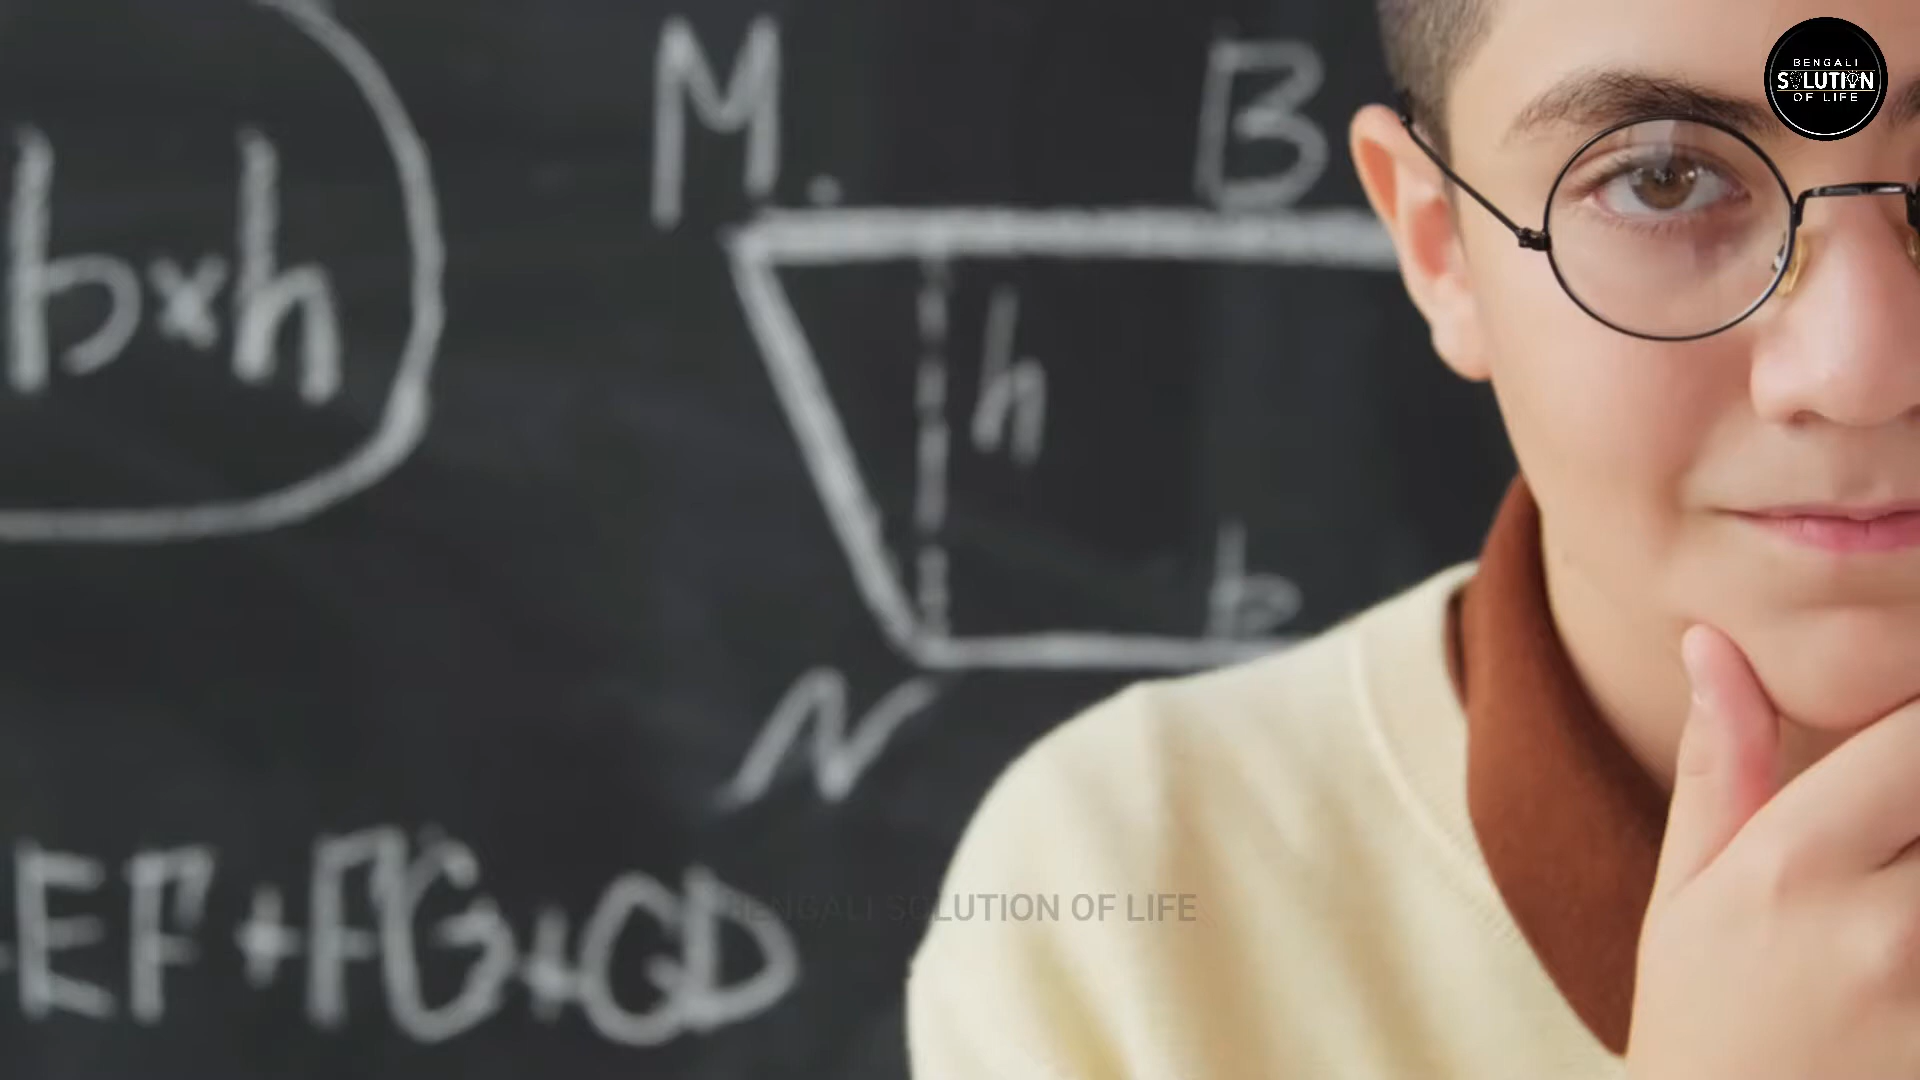 BENGALI
SOLUTION
OF LIFE
M.
B
b×h
h
b
N
EF+FG+GD
BENGALI SOLUTION OF LIFE